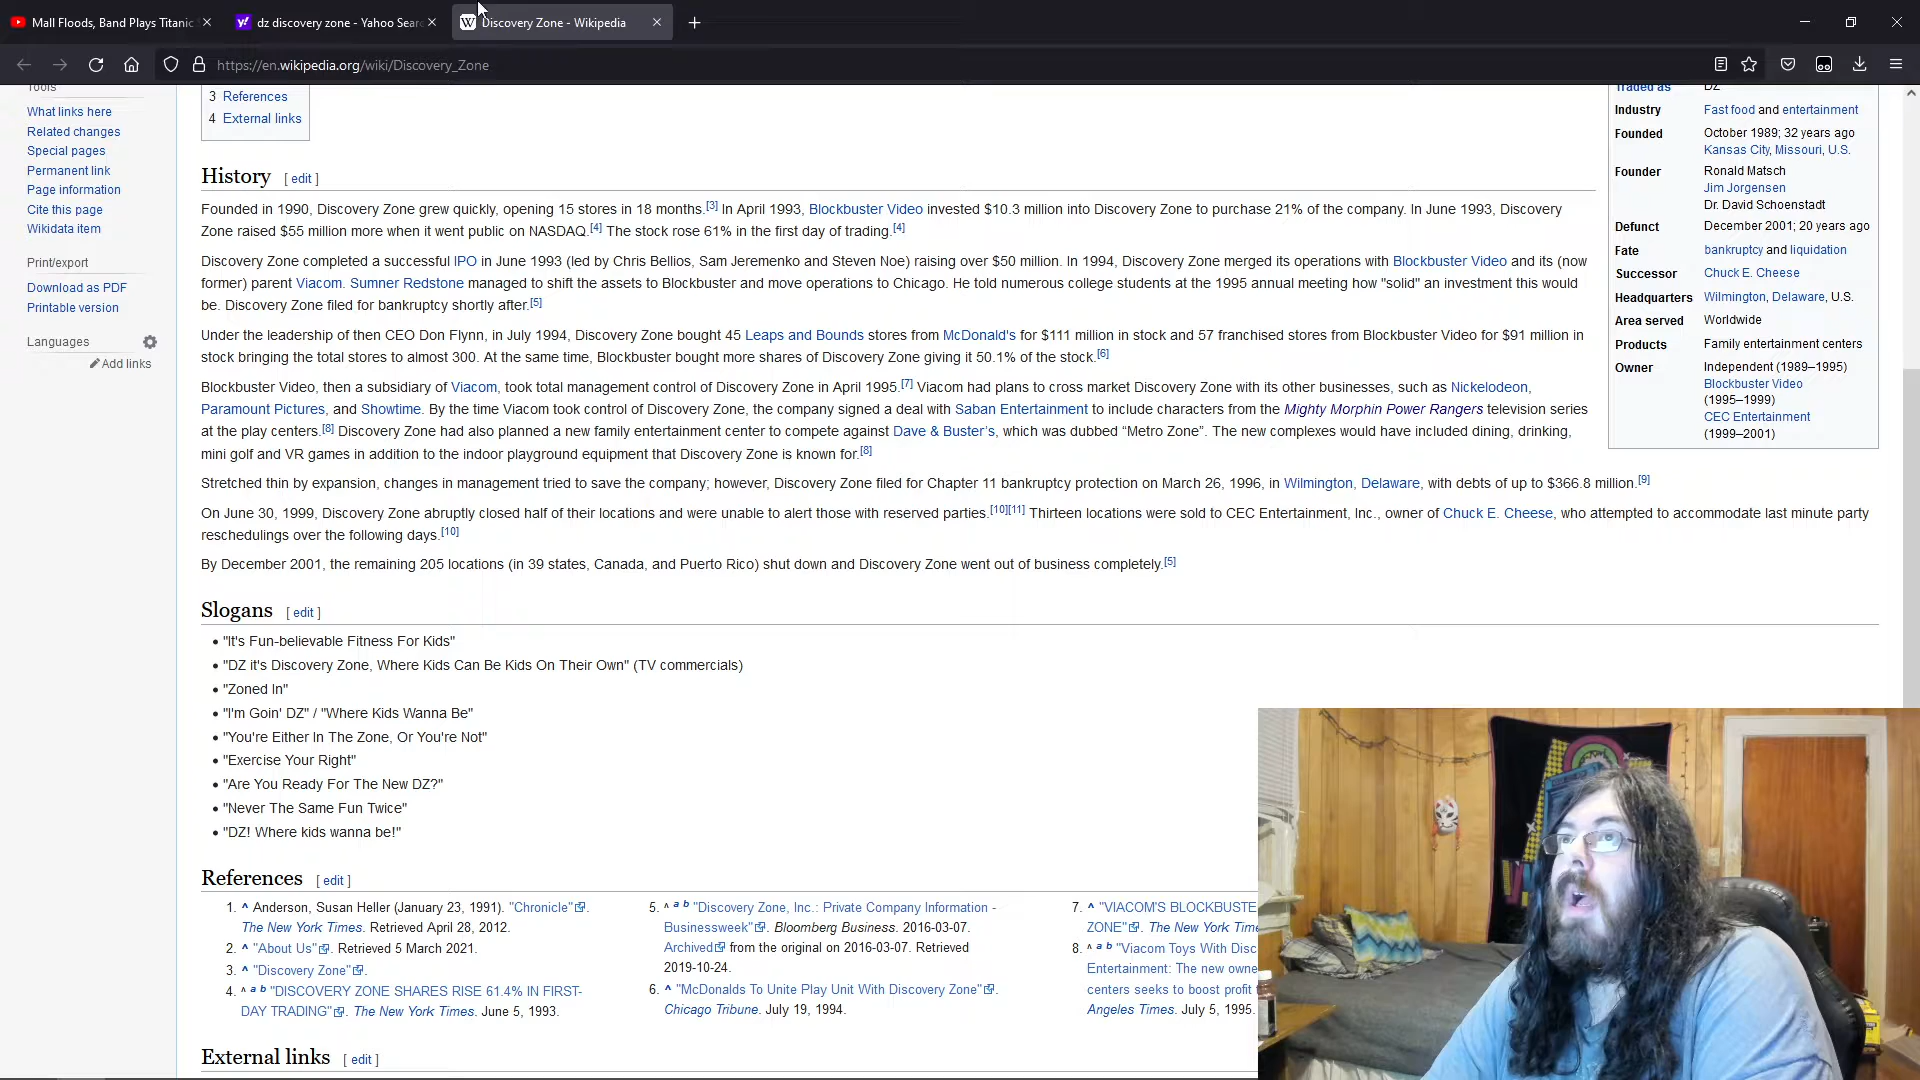 Mall Floods, Band Plays Titanic
dz discovery zone - Yahoo Sear
Discovery Zone - Wikipedia
https://en.wikipedia.org/wiki/Discovery_Zone
Tools
What links here
Related changes
Special pages
Permanent link
Page information
Cite this page
Wikidata item
Print/export
Download as PDF
Printable version
Languages
Add links
3 References
4 External links
History [ edit ]
Founded in 1990, Discovery Zone grew quickly, opening 15 stores in 18 months.[3] In April 1993, Blockbuster Video invested $10.3 million into Discovery Zone to purchase 21% of the company. In June 1993, Discovery
Zone raised $55 million more when it went public on NASDAQ.[4] The stock rose 61% in the first day of trading.[4]
Discovery Zone completed a successful IPO in June 1993 (led by Chris Bellios, Sam Jeremenko and Steven Noe) raising over $50 million. In 1994, Discovery Zone merged its operations with Blockbuster Video and its (now
former) parent Viacom. Sumner Redstone managed to shift the assets to Blockbuster and move operations to Chicago. He told numerous college students at the 1995 annual meeting how "solid" an investment this would
be. Discovery Zone filed for bankruptcy shortly after.[5]
Under the leadership of then CEO Don Flynn, in July 1994, Discovery Zone bought 45 Leaps and Bounds stores from McDonald's for $111 million in stock and 57 franchised stores from Blockbuster Video for $91 million in
stock bringing the total stores to almost 300. At the same time, Blockbuster bought more shares of Discovery Zone giving it 50.1% of the stock.[6]
Blockbuster Video, then a subsidiary of Viacom, took total management control of Discovery Zone in April 1995.[7] Viacom had plans to cross market Discovery Zone with its other businesses, such as Nickelodeon,
Paramount Pictures, and Showtime. By the time Viacom took control of Discovery Zone, the company signed a deal with Saban Entertainment to include characters from the Mighty Morphin Power Rangers television series
at the play centers.[8] Discovery Zone had also planned a new family entertainment center to compete against Dave & Buster's, which was dubbed “Metro Zone”. The new complexes would have included dining, drinking,
mini golf and VR games in addition to the indoor playground equipment that Discovery Zone is known for.[8]
Stretched thin by expansion, changes in management tried to save the company; however, Discovery Zone filed for Chapter 11 bankruptcy protection on March 26, 1996, in Wilmington, Delaware, with debts of up to $366.8 million.[9]
On June 30, 1999, Discovery Zone abruptly closed half of their locations and were unable to alert those with reserved parties.[10][11] Thirteen locations were sold to CEC Entertainment, Inc., owner of Chuck E. Cheese, who attempted to accommodate last minute party
reschedulings over the following days.[10]
By December 2001, the remaining 205 locations (in 39 states, Canada, and Puerto Rico) shut down and Discovery Zone went out of business completely.[5]
Traded as DZ
Industry Fast food and entertainment
Founded October 1989; 32 years ago
Kansas City, Missouri, U.S.
Founder Ronald Matsch
Jim Jorgensen
Dr. David Schoenstadt
Defunct December 2001; 20 years ago
Fate bankruptcy and liquidation
Successor Chuck E. Cheese
Headquarters Wilmington, Delaware, U.S.
Area served Worldwide
Products Family entertainment centers
Owner Independent (1989–1995)
Blockbuster Video
(1995–1999)
CEC Entertainment
(1999–2001)
Slogans [ edit ]
• "It's Fun-believable Fitness For Kids"
• "DZ it's Discovery Zone, Where Kids Can Be Kids On Their Own" (TV commercials)
• "Zoned In"
• "I'm Goin' DZ" / "Where Kids Wanna Be"
• "You're Either In The Zone, Or You're Not"
• "Exercise Your Right"
• "Are You Ready For The New DZ?"
• "Never The Same Fun Twice"
• "DZ! Where kids wanna be!"
References [ edit ]
1. ^ Anderson, Susan Heller (January 23, 1991). "Chronicle".
The New York Times. Retrieved April 28, 2012.
2. ^ "About Us". Retrieved 5 March 2021.
3. ^ "Discovery Zone".
4. ^ a b "DISCOVERY ZONE SHARES RISE 61.4% IN FIRST-
DAY TRADING". The New York Times. June 5, 1993.
5. ^ a b "Discovery Zone, Inc.: Private Company Information -
Businessweek". Bloomberg Business. 2016-03-07.
Archived from the original on 2016-03-07. Retrieved
2019-10-24.
6. ^ "McDonalds To Unite Play Unit With Discovery Zone".
Chicago Tribune. July 19, 1994.
7. ^ "VIACOM'S BLOCKBUSTE
ZONE". The New York Time
8. ^ a b "Viacom Toys With Disc
Entertainment: The new owne
centers seeks to boost profit
Angeles Times. July 5, 1995.
External links [ edit ]